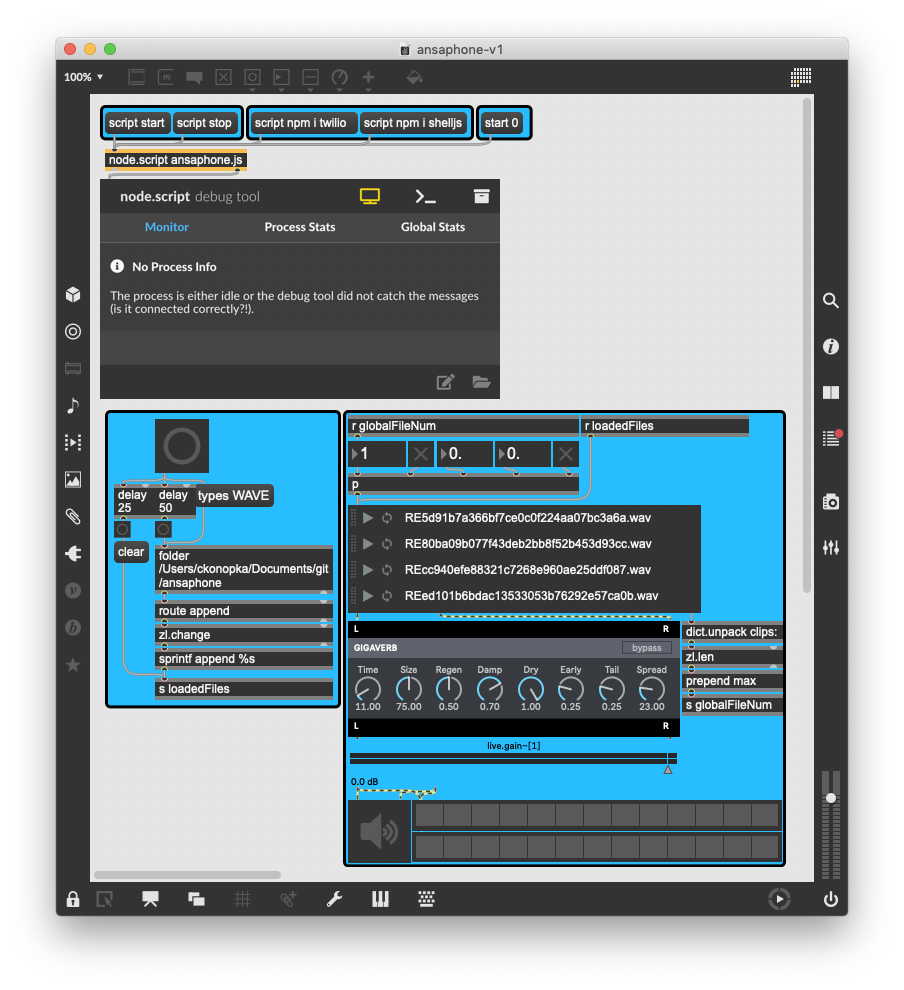 ansaphone-v1
100%
script start script stop script npm i twilio script npm i shelljs start 0
node.script ansaphone.js
node.script debug tool
Monitor Process Stats Global Stats
No Process Info
The process is either idle or the debug tool did not catch the messages
(is it connected correctly?!).
delay 25
delay 50
types WAVE
clear
folder
/Users/ckonopka/Documents/git
/ansaphone
route append
zl.change
sprintf append %s
s loadedFiles
r globalFileNum r loadedFiles
1 0. 0.
p
RE5d91b7a366bf7ce0c0f224aa07bc3a6a.wav
RE80ba09b077f43deb2bb8f52b453d93cc.wav
REcc940efe88321c7268e960ae25ddf087.wav
REed101b6bdac13533053b76292e57ca0b.wav
L R
GIGAVERB bypass
Time Size Regen Damp Dry Early Tail Spread
11.00 75.00 0.50 0.70 1.00 0.25 0.25 23.00
L R
dict.unpack clips:
zl.len
prepend max
s globalFileNum
live.gain~[1]
0.0 dB